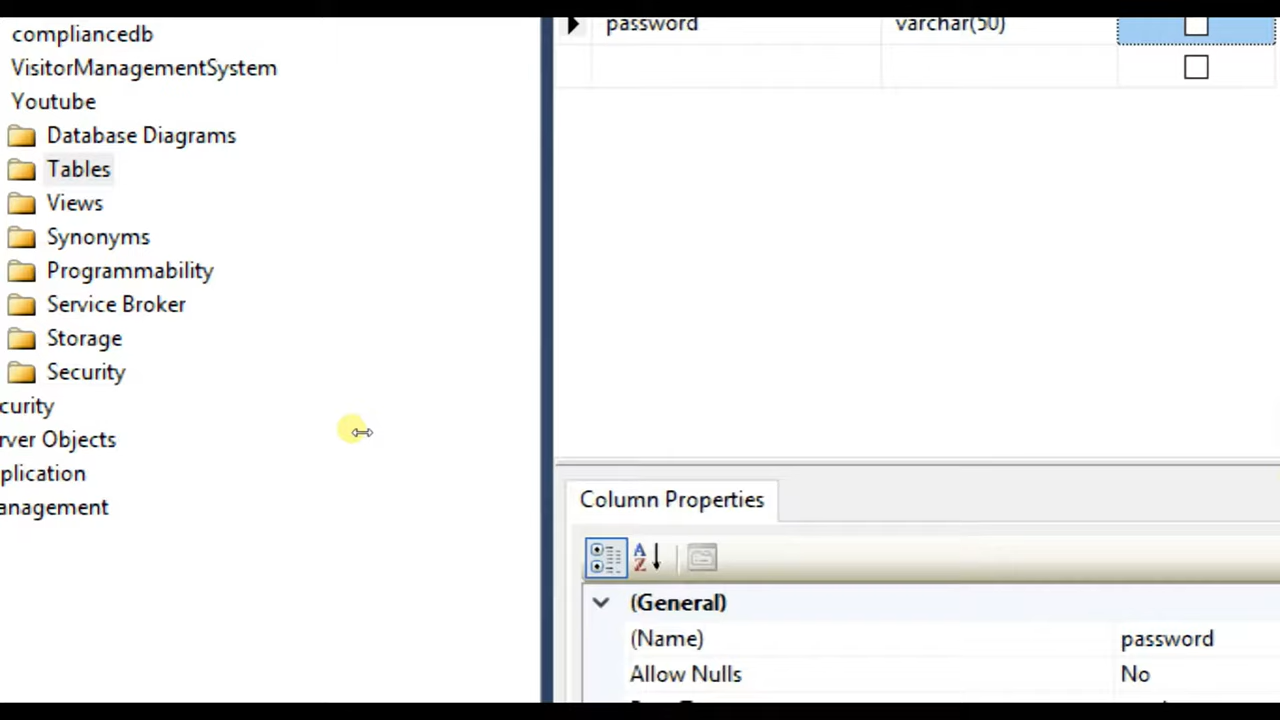 compliancedb
VisitorManagementSystem
Youtube
Database Diagrams
Tables
Views
Synonyms
Programmability
Service Broker
Storage
Security
curity
rver Objects
plication
anagement
password varchar(50)
Column Properties
(General)
(Name) password
Allow Nulls No